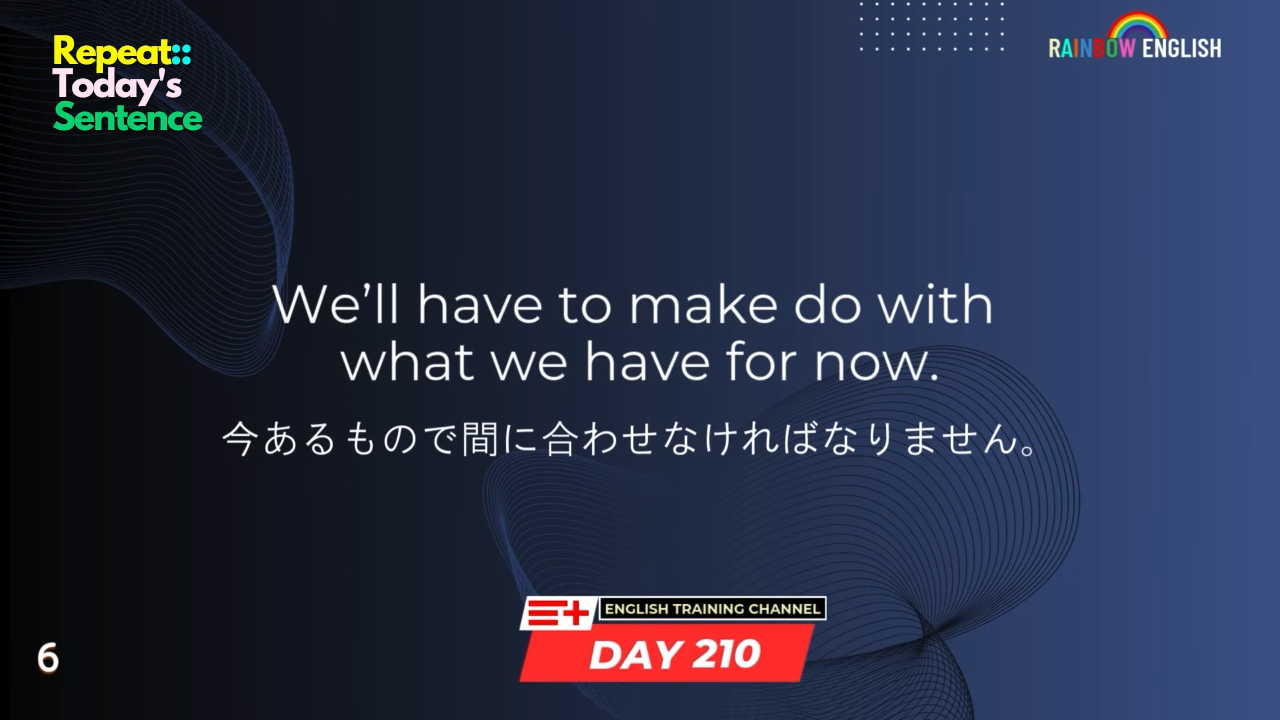 Repeat::
Today's
Sentence
RAINBOW ENGLISH
We’ll have to make do with
what we have for now.
今あるもので間に合わせなければなりません。
ENGLISH TRAINING CHANNEL
DAY 210
6